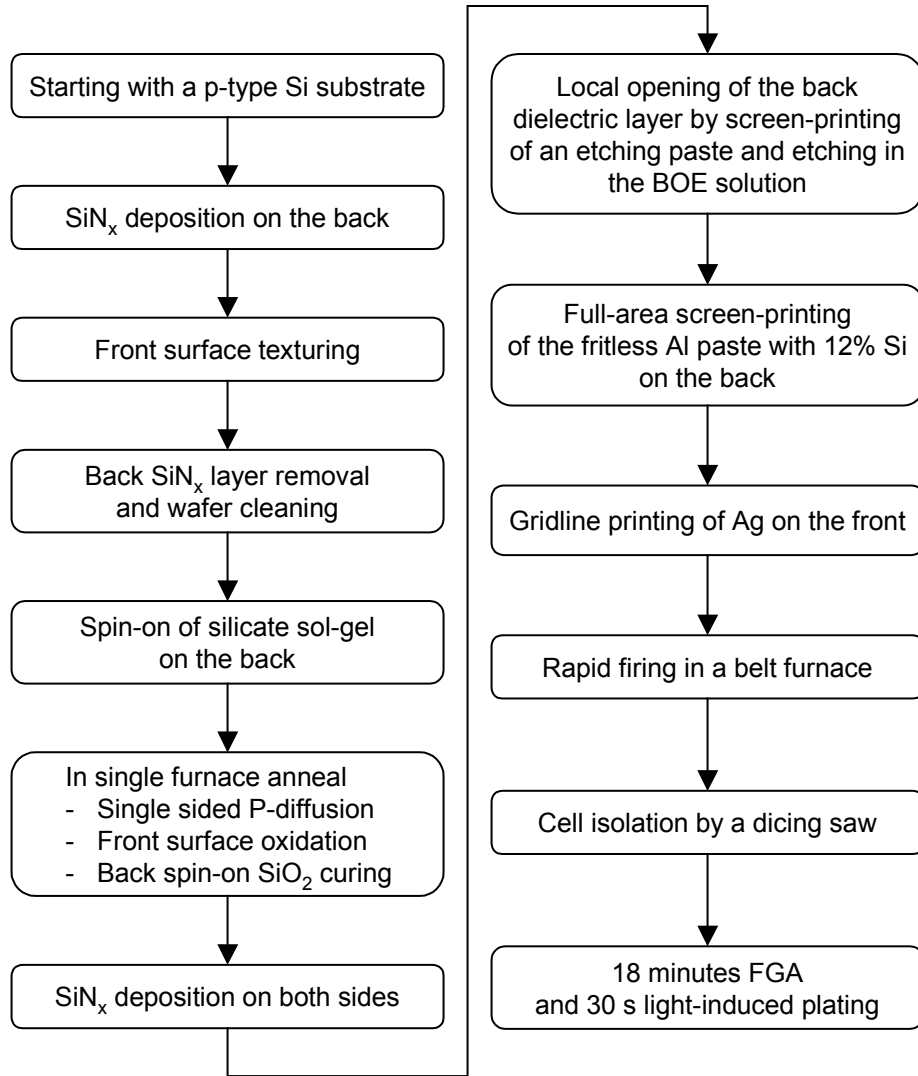 Starting with a p-type Si substrate
SiNₓ deposition on the back
Front surface texturing
Back SiNₓ layer removal
and wafer cleaning
Spin-on of silicate sol-gel
on the back
In single furnace anneal
- Single sided P-diffusion
- Front surface oxidation
- Back spin-on SiO₂ curing
SiNₓ deposition on both sides
Local opening of the back
dielectric layer by screen-printing
of an etching paste and etching in
the BOE solution
Full-area screen-printing
of the fritless Al paste with 12% Si
on the back
Gridline printing of Ag on the front
Rapid firing in a belt furnace
Cell isolation by a dicing saw
18 minutes FGA
and 30 s light-induced plating